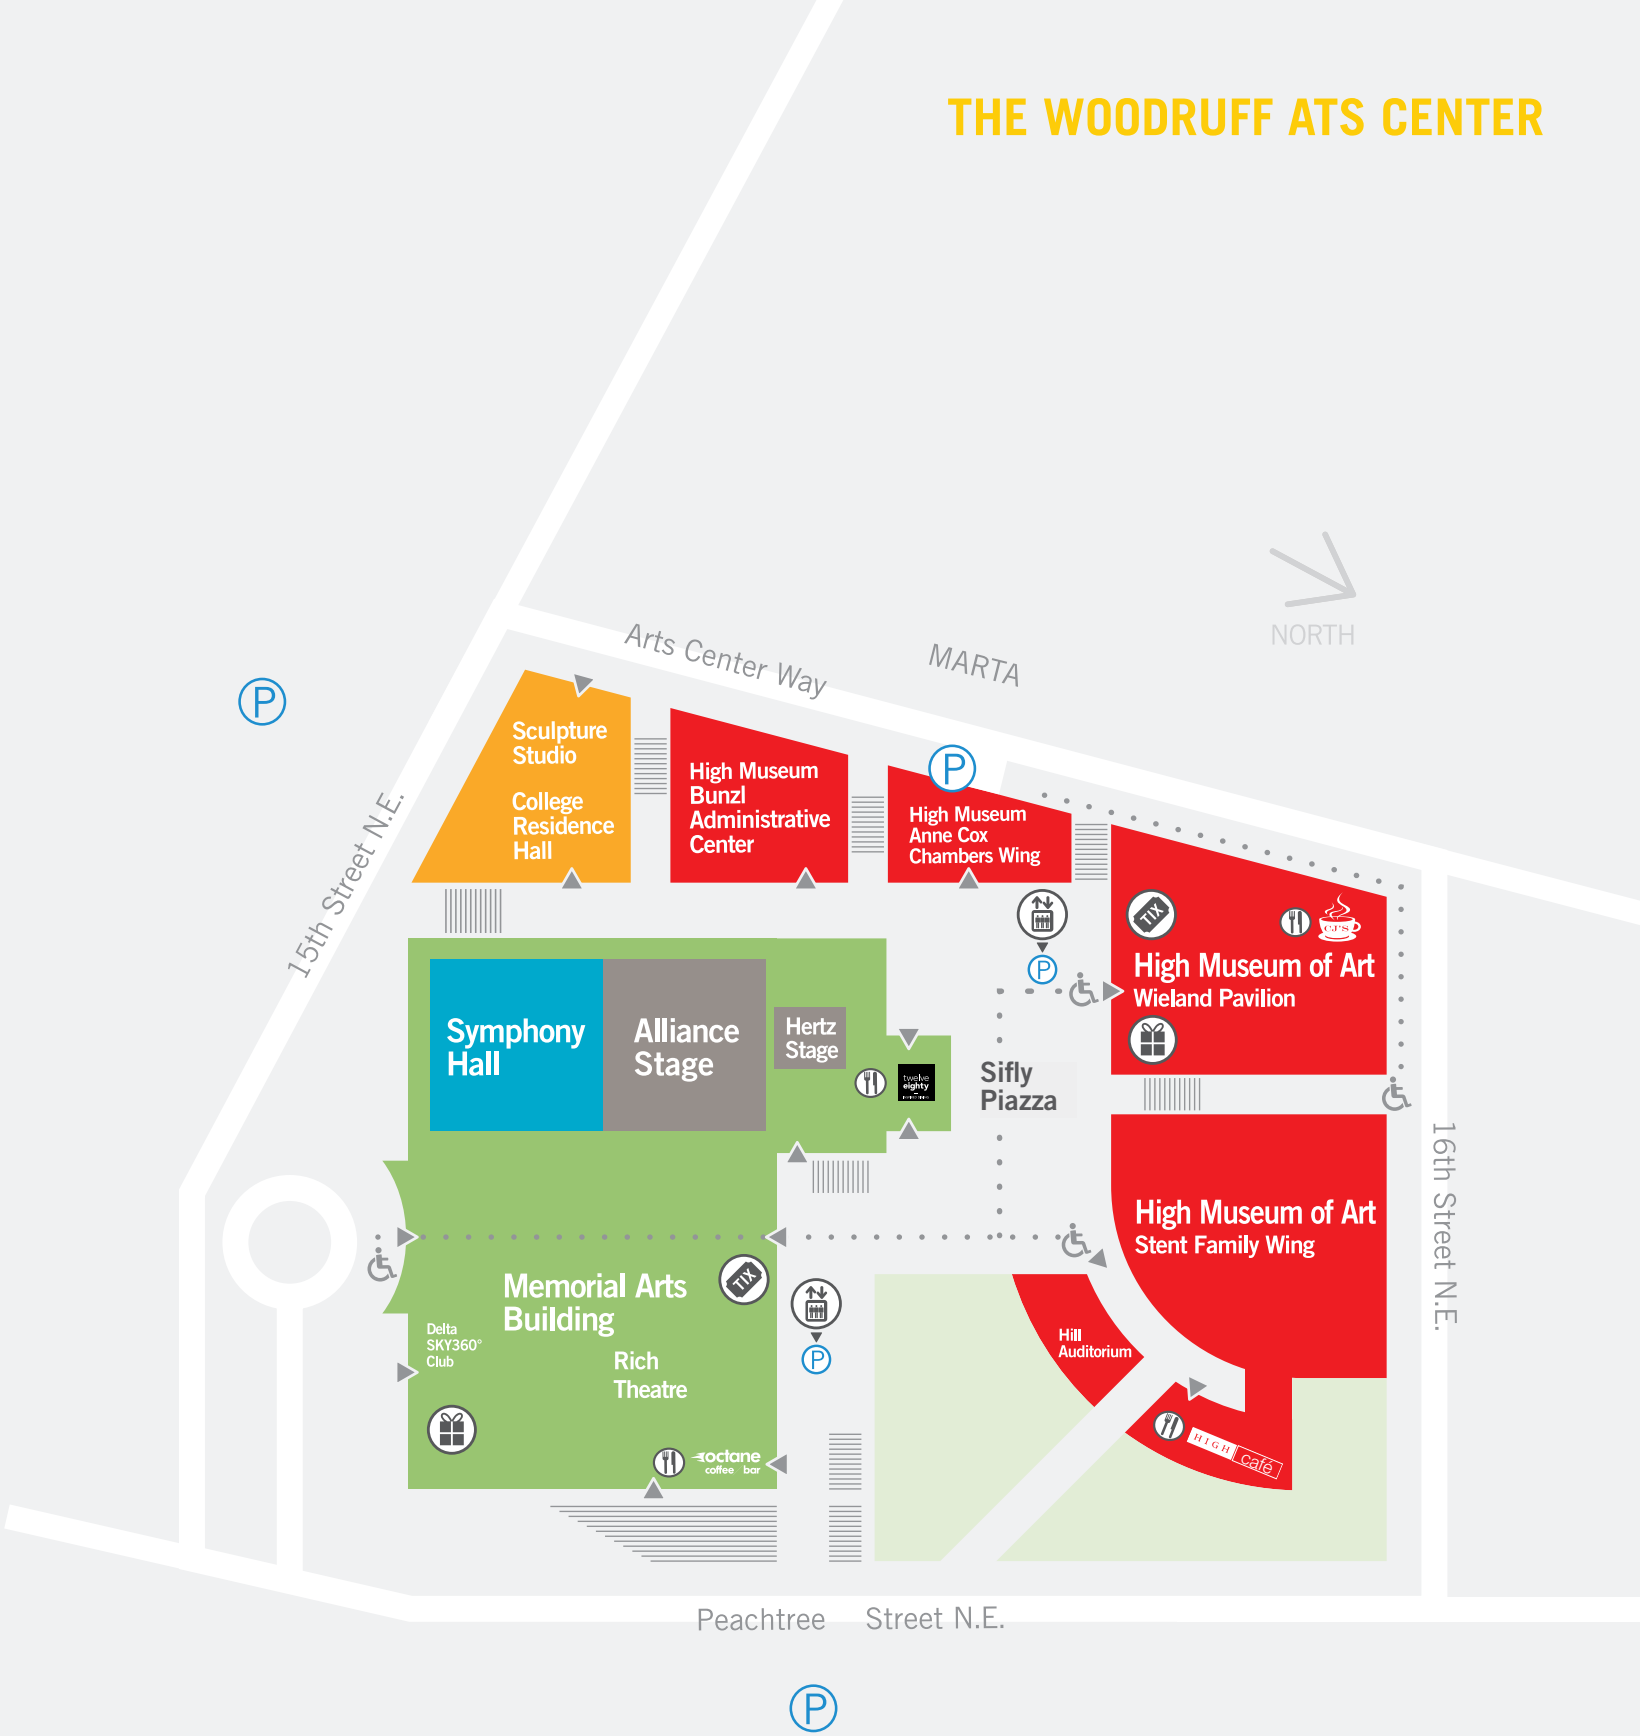 THE WOODRUFF ATS CENTER
NORTH
Arts Center Way
MARTA
P
15th Street N.E.
Sculpture
Studio
College
Residence
Hall
High Museum
Bunzl
Administrative
Center
P
High Museum
Anne Cox
Chambers Wing
P
TIX
CJ'S
High Museum of Art
Wieland Pavilion
Symphony
Hall
Alliance
Stage
Hertz
Stage
twelve
eighty
Sifly
Piazza
16th Street N.E.
High Museum of Art
Stent Family Wing
Memorial Arts
Building
TIX
P
Delta
SKY360°
Club
Rich
Theatre
octane
coffee bar
Hill
Auditorium
HIGH
café
Peachtree Street N.E.
P